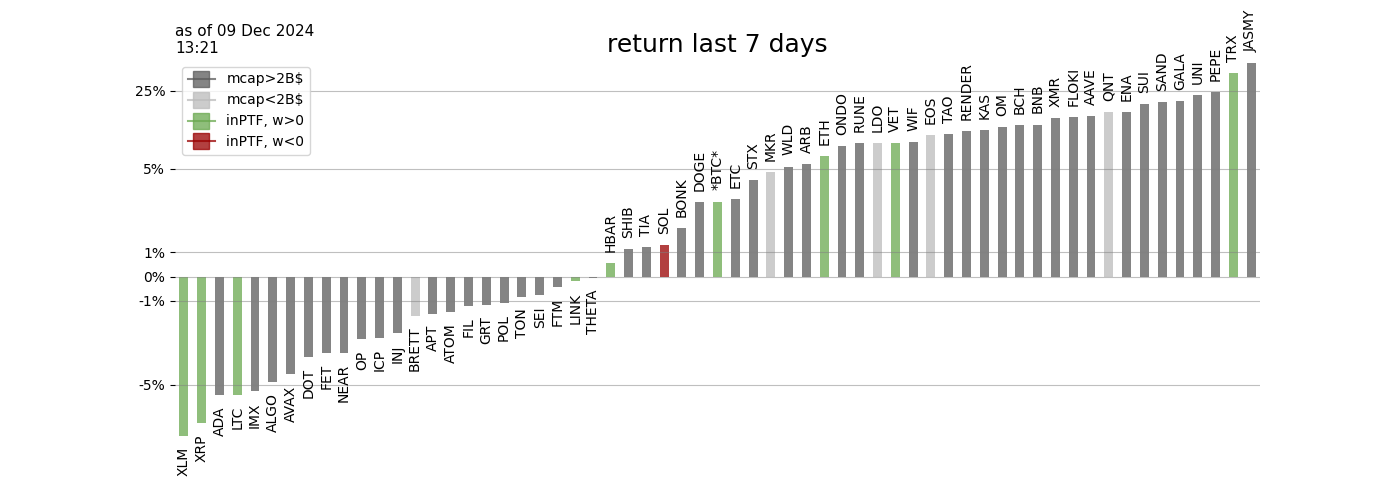 as of 09 Dec 2024
13:21
return last 7 days
mcap>2B$
mcap<2B$
inPTF, w>0
inPTF, w<0
25%
5%
1%
0%
-1%
-5%
XLM
XRP
ADA
LTC
IMX
ALGO
AVAX
DOT
FET
NEAR
OP
ICP
INJ
BRETT
APT
ATOM
FIL
GRT
POL
TON
SEI
FTM
LINK
THETA
HBAR
SHIB
TIA
SOL
BONK
DOGE
*BTC*
ETC
STX
MKR
WLD
ARB
ETH
ONDO
RUNE
LDO
VET
WIF
EOS
TAO
RENDER
KAS
OM
BCH
BNB
XMR
FLOKI
AAVE
QNT
ENA
SUI
SAND
GALA
UNI
PEPE
TRX
JASMY